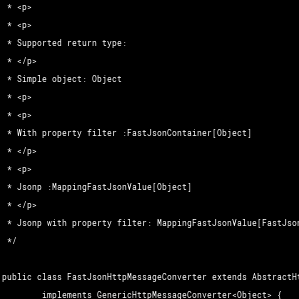 * <p>
* <p>
* Supported return type:
* </p>
* Simple object: Object
* <p>
* <p>
* With property filter :FastJsonContainer[Object]
* </p>
* <p>
* Jsonp :MappingFastJsonValue[Object]
* </p>
* Jsonp with property filter: MappingFastJsonValue[FastJson
*/
public class FastJsonHttpMessageConverter extends AbstractHt
implements GenericHttpMessageConverter<Object> {